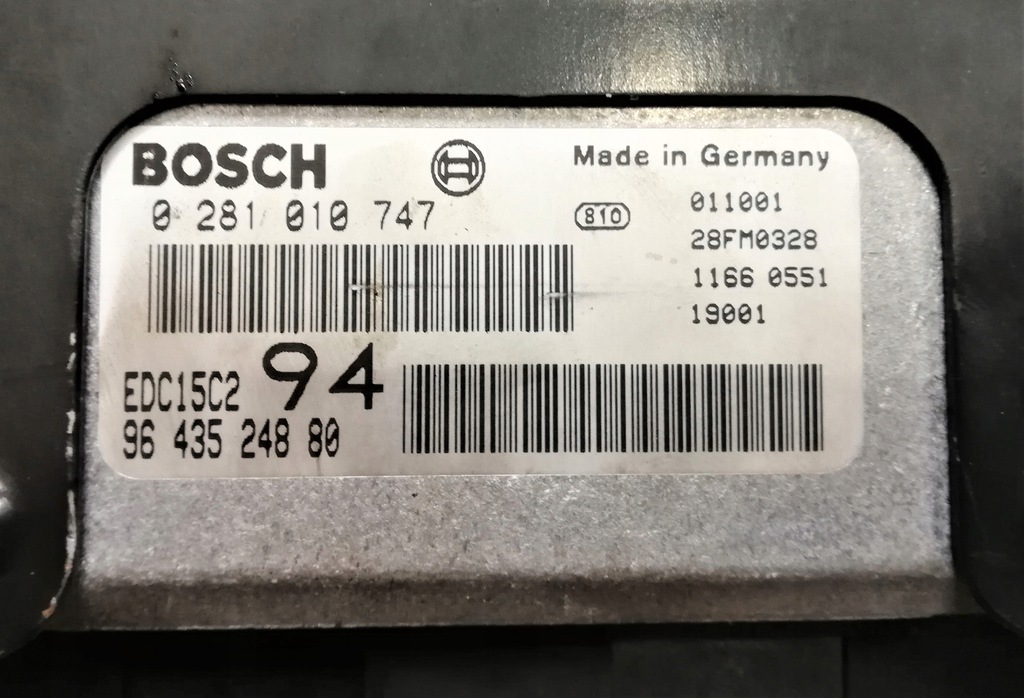 BOSCH
Made in Germany
0 281 010 747
810
011001
28FM0328
1166 0551
19001
EDC15C2 94
96 435 248 80